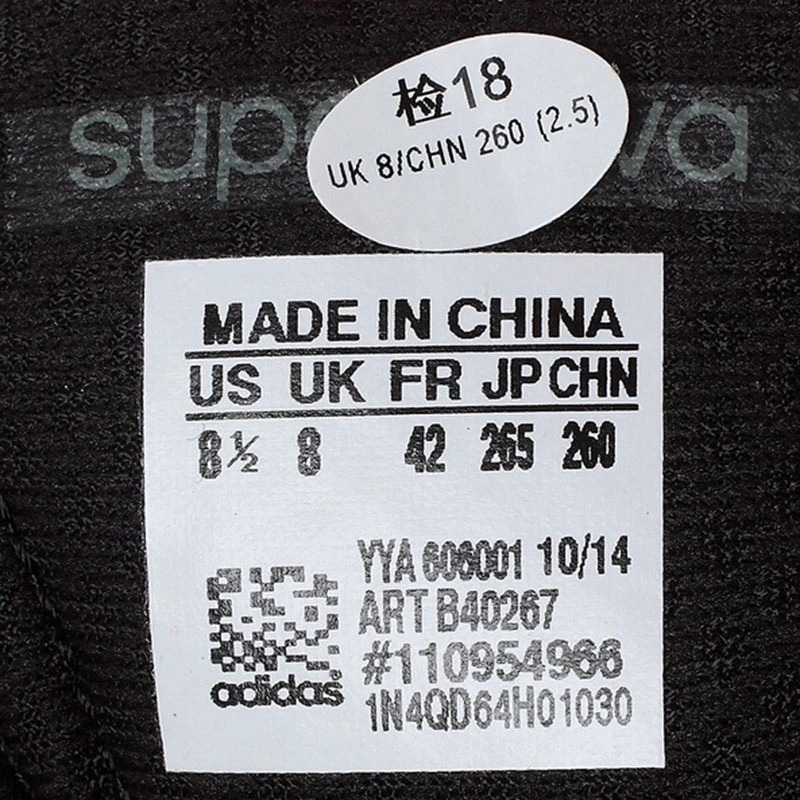 supe
va
检18
UK 8/CHN 260 (2.5)
MADE IN CHINA
US UK FR JP CHN
8½ 8 42 265 260
YYA 606001 10/14
ART B40267
#110954966
1N4QD64H01030
adidas